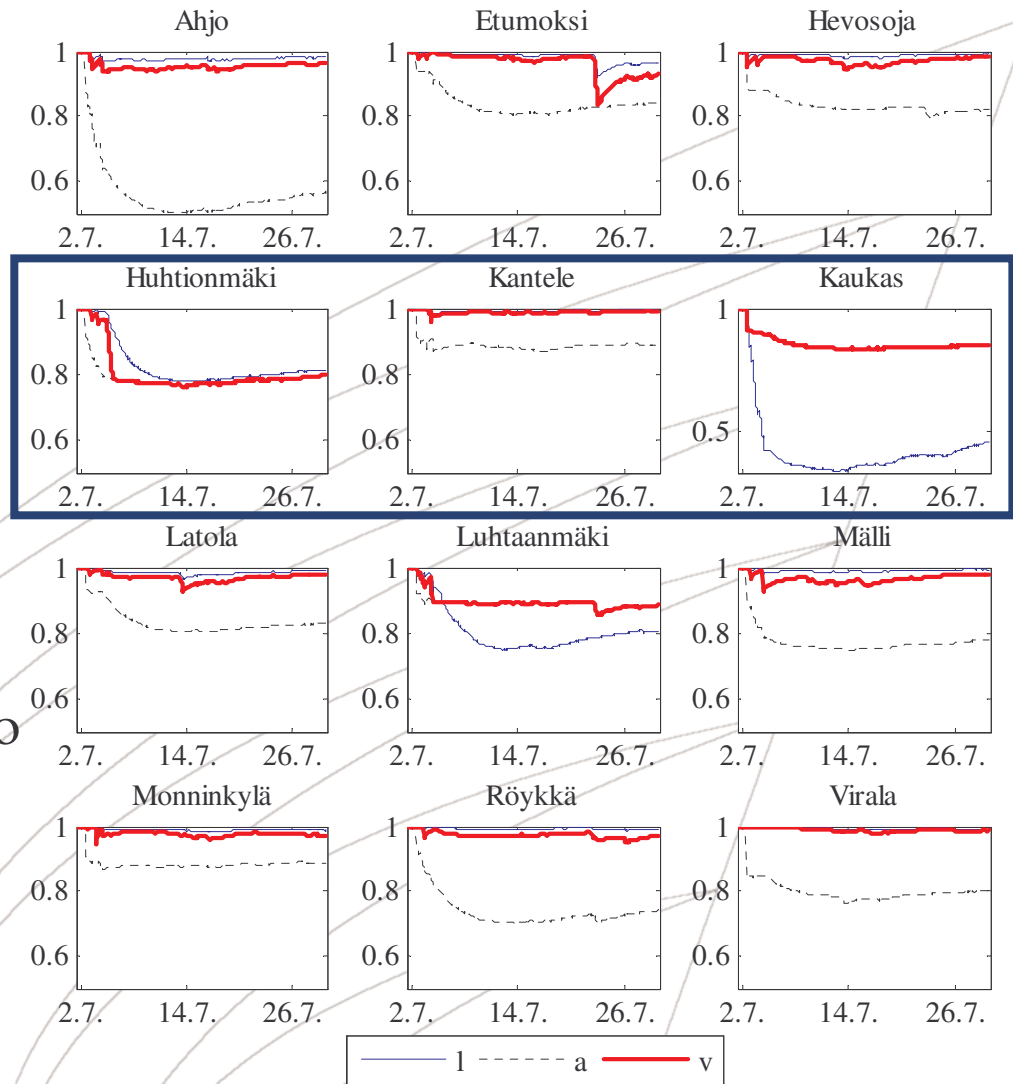 Ahjo Etumoksi Hevosoja
1 1 1
0.8 0.8 0.8
0.6 0.6 0.6
2.7. 14.7. 26.7. 2.7. 14.7. 26.7. 2.7. 14.7. 26.7.
Huhtionmäki Kantele Kaukas
1 1 1
0.8 0.8
0.5
0.6 0.6
2.7. 14.7. 26.7. 2.7. 14.7. 26.7. 2.7. 14.7. 26.7.
Latola Luhtaanmäki Mälli
1 1 1
0.8 0.8 0.8
0.6 0.6 0.6
o
2.7. 14.7. 26.7. 2.7. 14.7. 26.7. 2.7. 14.7. 26.7.
Monninkylä Röykkä Virala
1 1 1
0.8 0.8 0.8
0.6 0.6 0.6
2.7. 14.7. 26.7. 2.7. 14.7. 26.7. 2.7. 14.7. 26.7.
l a v